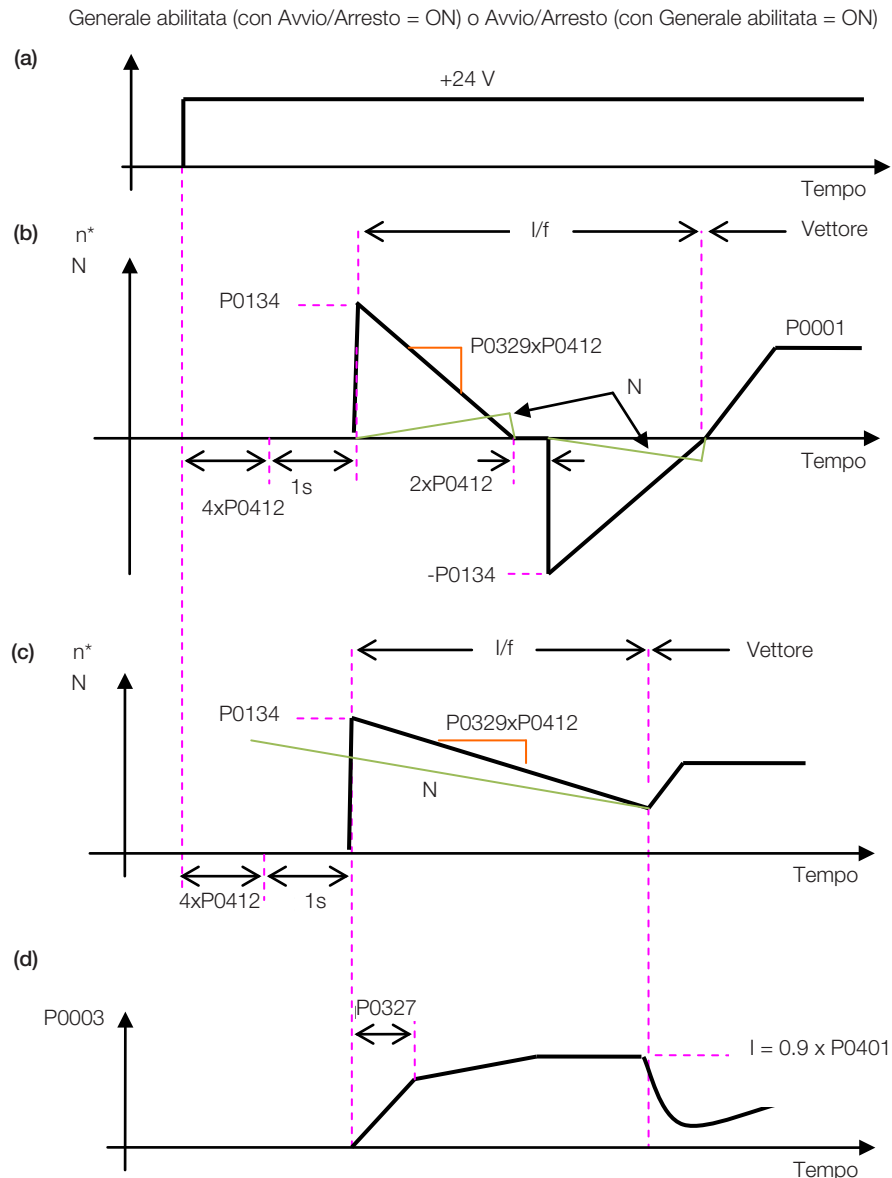 Generale abilitata (con Avvio/Arresto = ON) o Avvio/Arresto (con Generale abilitata = ON)
(a)
+24 V
Tempo
(b)
n*
N
I/f
Vettore
P0134
P0329xP0412
P0001
N
Tempo
4xP0412
1s
2xP0412
-P0134
(c)
n*
N
I/f
Vettore
P0134
P0329xP0412
N
Tempo
4xP0412
1s
(d)
P0003
P0327
I = 0.9 x P0401
Tempo